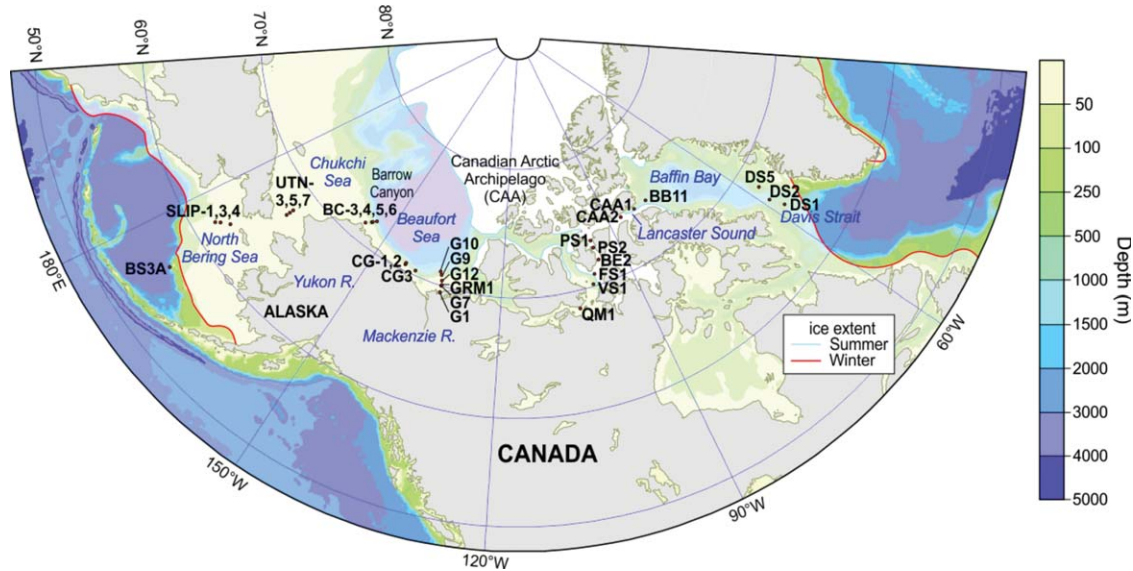 50°N
60°N
70°N
80°N
Chukchi
Sea
Barrow
Canyon
Canadian Arctic
Archipelago
(CAA)
Baffin Bay
BB11
DS5
DS2
DS1
Davis Strait
UTN-
3,5,7
BC-3,4,5,6
SLIP-1,3,4
North
Bering Sea
BS3A
Beaufort
Sea
CAA1
CAA2
Lancaster Sound
G10
G9
G12
GRM1
G7
G1
PS1
PS2
BE2
FS1
VS1
QM1
CG-1,2
CG3
Yukon R.
ALASKA
Mackenzie R.
CANADA
180°E
150°W
120°W
90°W
60°W
ice extent
Summer
Winter
50
100
500
1000
1500
2000
3000
4000
5000
Depth (m)